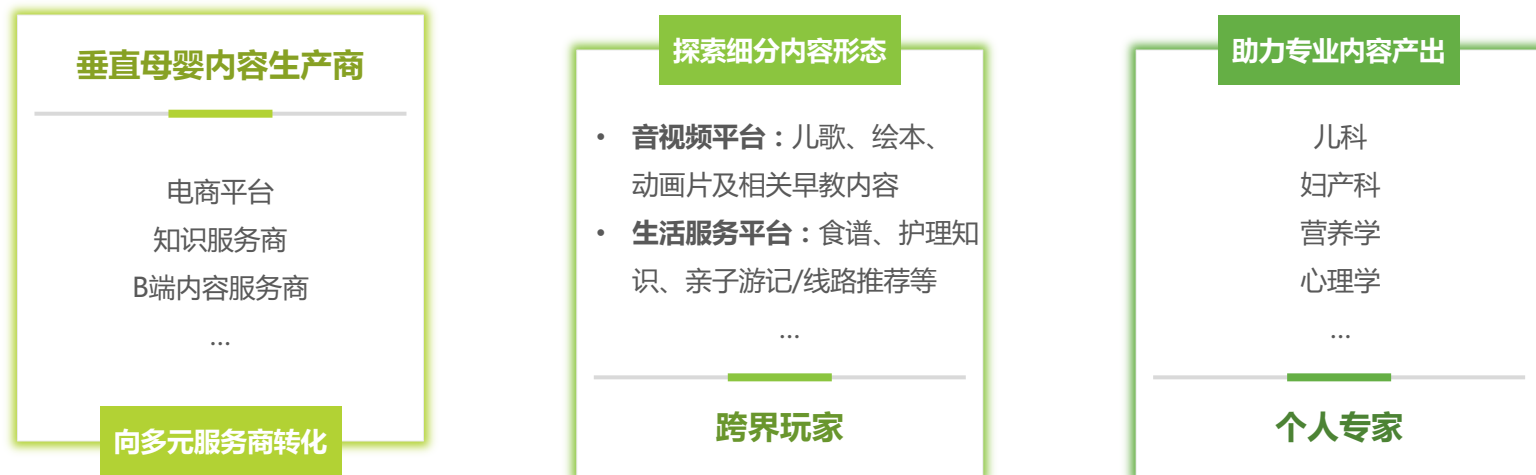 垂直母婴内容生产商
电商平台
知识服务商
B端内容服务商
…
向多元服务商转化
探索细分内容形态
• 音视频平台：儿歌、绘本、
动画片及相关早教内容
• 生活服务平台：食谱、护理知
识、亲子游记/线路推荐等
…
跨界玩家
助力专业内容产出
儿科
妇产科
营养学
心理学
…
个人专家